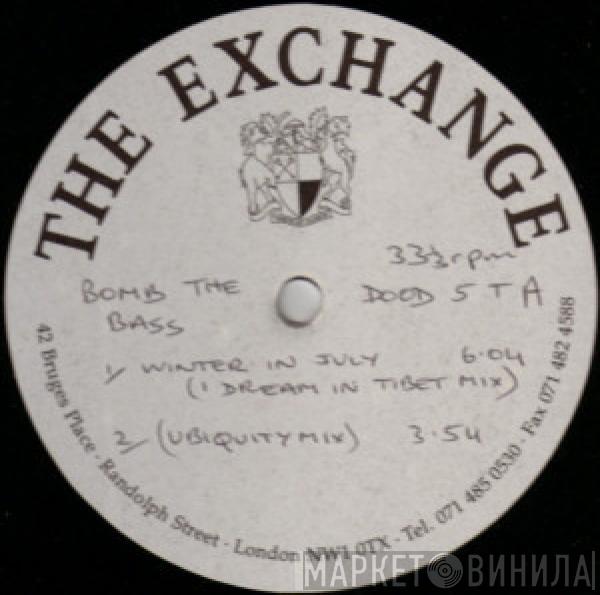 THE EXCHANGE
33⅓rpm
BOMB THE BASS
DOOD 5 T A
1/ WINTER IN JULY 6.04
(I DREAM IN TIBET MIX)
2/ (UBIQUITY MIX) 3.54
42 Bruges Place - Randolph Street - London NW1 0TX - Tel. 071 485 0530 - Fax 071 482 4588
МАРКЕТ ВИНИЛА